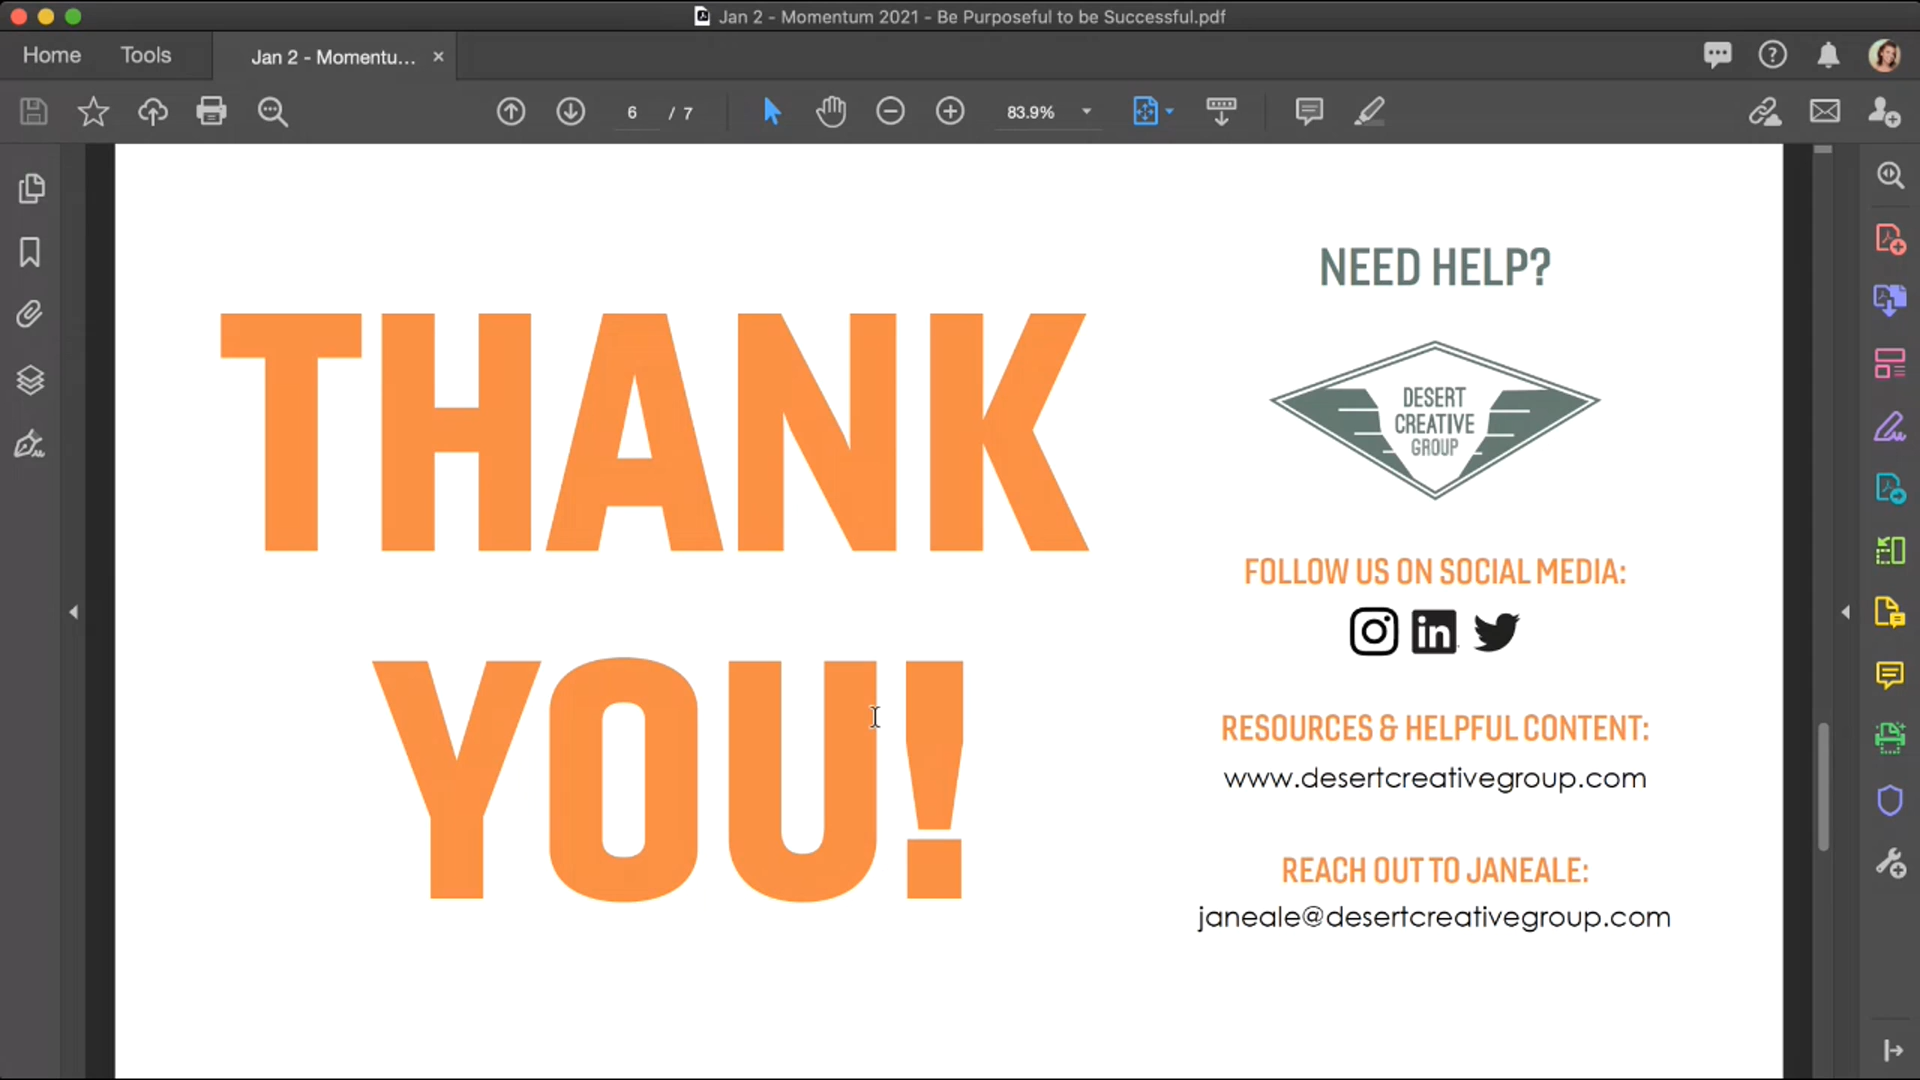 Jan 2 - Momentum 2021 - Be Purposeful to be Successful.pdf
Home
Tools
Jan 2 - Momentu...
6 / 7
83.9%
NEED HELP?
THANK
YOU!
DESERT
CREATIVE
GROUP
FOLLOW US ON SOCIAL MEDIA:
in
RESOURCES & HELPFUL CONTENT:
www.desertcreativegroup.com
REACH OUT TO JANEALE:
janeale@desertcreativegroup.com